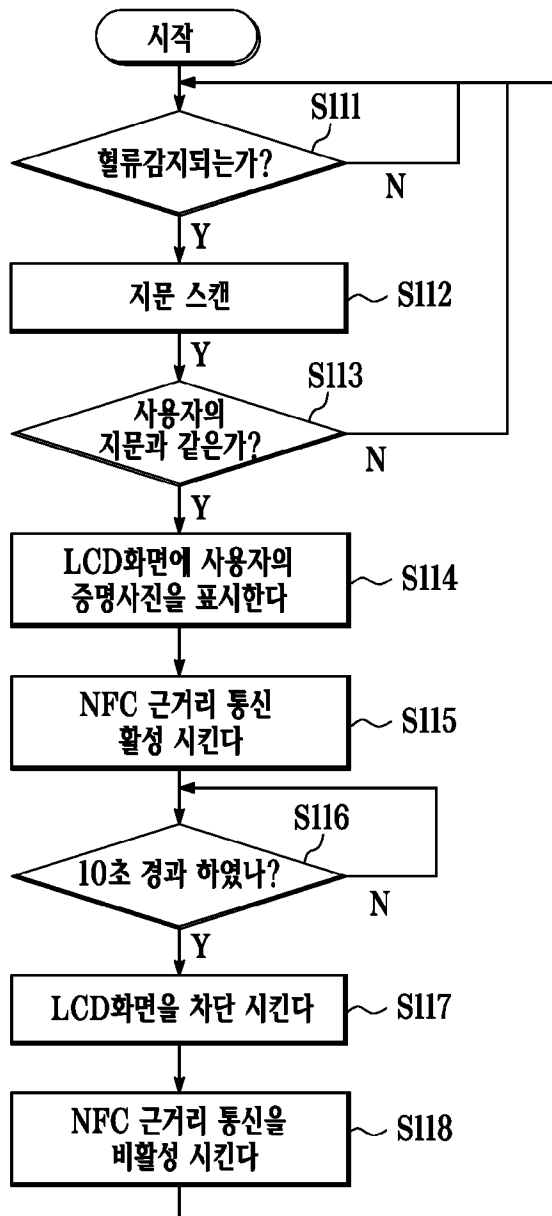 시작
S111
혈류감지되는가?
N
Y
지문 스캔
S112
Y
S113
사용자의
지문과 같은가?
N
Y
LCD화면에 사용자의
증명사진을 표시한다
S114
NFC 근거리 통신
활성 시킨다
S115
S116
10초 경과 하였나?
N
Y
LCD화면을 차단 시킨다
S117
NFC 근거리 통신을
비활성 시킨다
S118